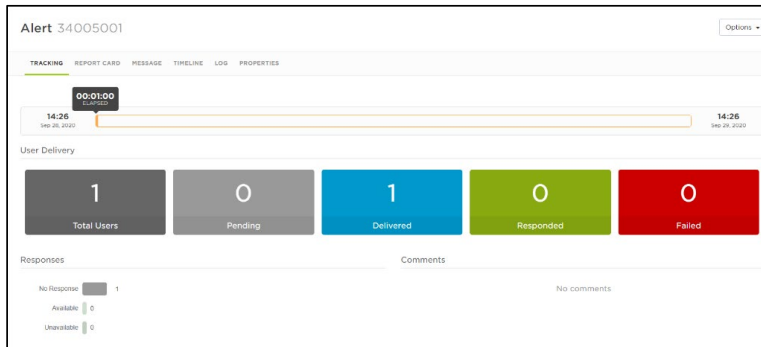 Alert 34005001
Options
TRACKING REPORT CARD MESSAGE TIMELINE LOG PROPERTIES
00:01:00
ELAPSED
14:26 14:26
Sep 28, 2020 Sep 29, 2020
User Delivery
1 0 1 0 0
Total Users Pending Delivered Responded Failed
Responses Comments
No Response 1 No comments
Available 0
Unavailable 0